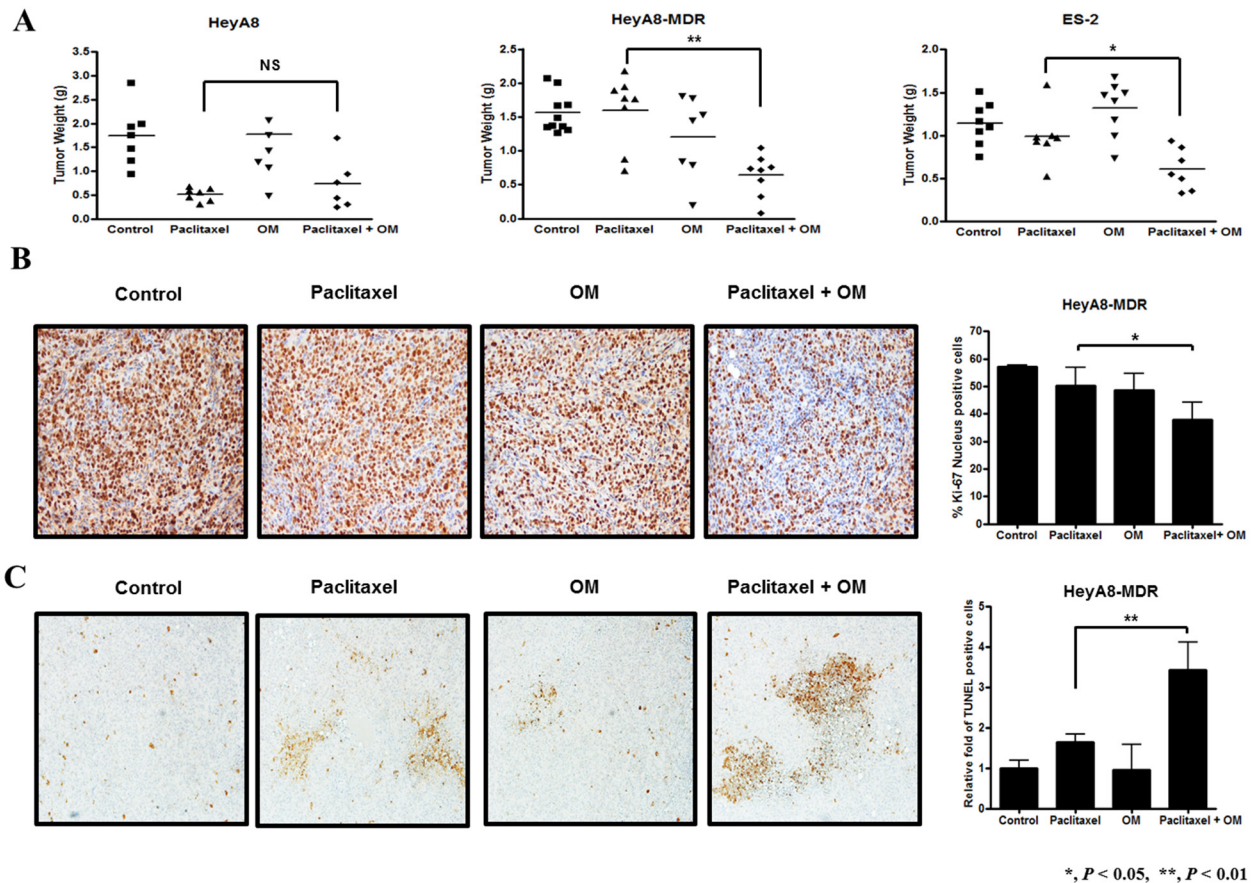 A
HeyA8
Tumor Weight (g)
3.5
3.0
2.5
2.0
1.5
1.0
0.5
0.0
NS
Control Paclitaxel OM Paclitaxel + OM
HeyA8-MDR
Tumor Weight (g)
2.5
2.0
1.5
1.0
0.5
0.0
**
Control Paclitaxel OM Paclitaxel + OM
ES-2
Tumor Weight (g)
2.0
1.5
1.0
0.5
0.0
*
Control Paclitaxel OM Paclitaxel + OM
B
Control Paclitaxel OM Paclitaxel + OM
HeyA8-MDR
% Ki-67 Nucleus positive cells
70
60
50
40
30
20
10
0
*
Control Paclitaxel OM Paclitaxel+ OM
C
Control Paclitaxel OM Paclitaxel + OM
HeyA8-MDR
Relative fold of TUNEL positive cells
5
4
3
2
1
0
**
Control Paclitaxel OM Paclitaxel + OM
*, P < 0.05, **, P < 0.01